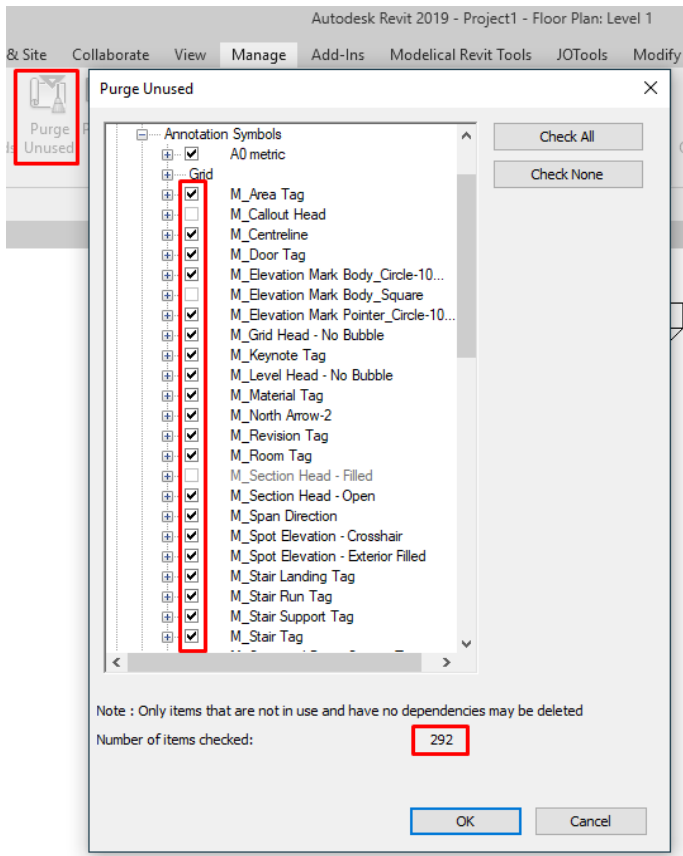 Autodesk Revit 2019 - Project1 - Floor Plan: Level 1
& Site Collaborate View Manage Add-Ins Modelical Revit Tools JOTools Modify
Purge
Unused
Purge Unused
Annotation Symbols
A0 metric
Grid
M_Area Tag
M_Callout Head
M_Centreline
M_Door Tag
M_Elevation Mark Body_Circle-10...
M_Elevation Mark Body_Square
M_Elevation Mark Pointer_Circle-10...
M_Grid Head - No Bubble
M_Keynote Tag
M_Level Head - No Bubble
M_Material Tag
M_North Arrow-2
M_Revision Tag
M_Room Tag
M_Section Head - Filled
M_Section Head - Open
M_Span Direction
M_Spot Elevation - Crosshair
M_Spot Elevation - Exterior Filled
M_Stair Landing Tag
M_Stair Run Tag
M_Stair Support Tag
M_Stair Tag
Check All
Check None
Note : Only items that are not in use and have no dependencies may be deleted
Number of items checked: 292
OK Cancel